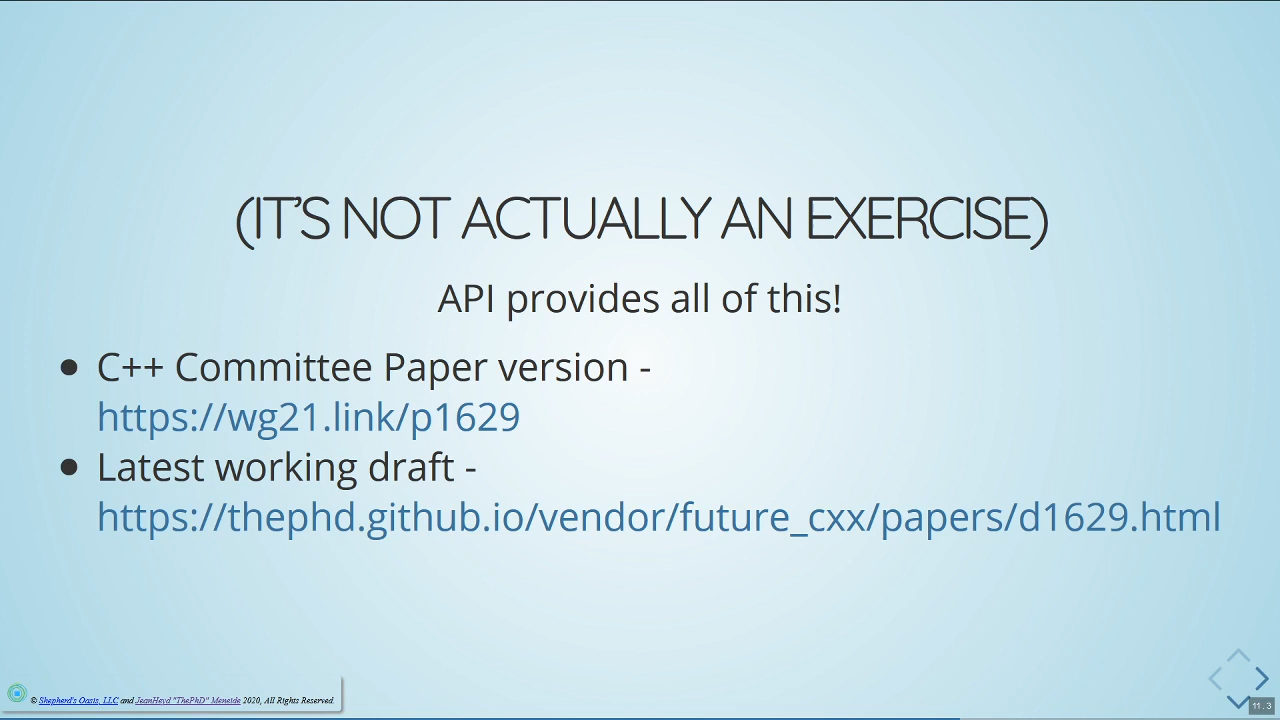 (IT'S NOT ACTUALLY AN EXERCISE)
API provides all of this!
• C++ Committee Paper version -
https://wg21.link/p1629
• Latest working draft -
https://thephd.github.io/vendor/future_cxx/papers/d1629.html
© Shepherd's Oasis, LLC and JeanHeyd "ThePhD" Meneide 2020, All Rights Reserved.
11.3